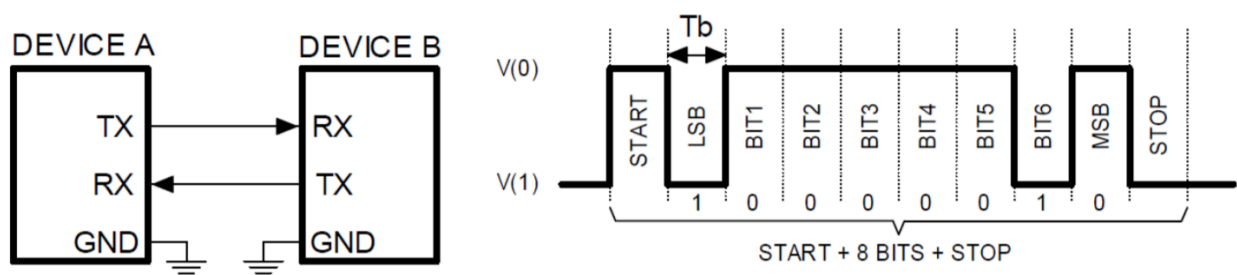 DEVICE A
TX
RX
GND
DEVICE B
RX
TX
GND
Tb
V(0)
V(1)
START
LSB
BIT1
BIT2
BIT3
BIT4
BIT5
BIT6
MSB
STOP
1 0 0 0 0 0 1 0
START + 8 BITS + STOP